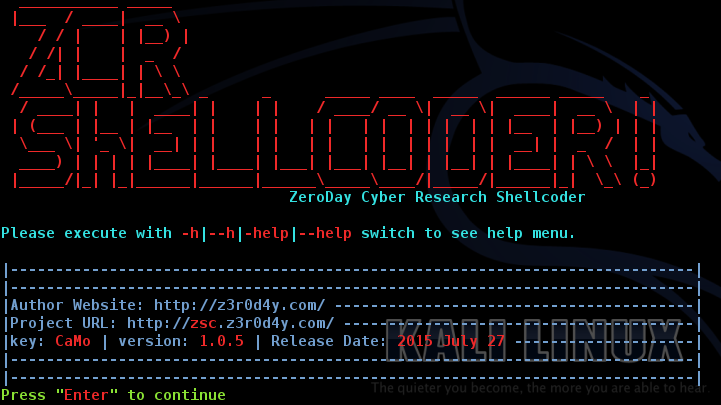 ZCR
SHELLCODER!
ZeroDay Cyber Research Shellcoder
Please execute with -h|--h|-help|--help switch to see help menu.
|----------------------------------------------------------------------------|
|----------------------------------------------------------------------------|
|Author Website: http://z3r0d4y.com/ ----------------------------------------|
|Project URL: http://zsc.z3r0d4y.com/ ---------------------------------------|
|key: CaMo | version: 1.0.5 | Release Date: 2015 July 27 --------------------|
|----------------------------------------------------------------------------|
|----------------------------------------------------------------------------|
KALI LINUX
The quieter you become, the more you are able to hear.
Press "Enter" to continue